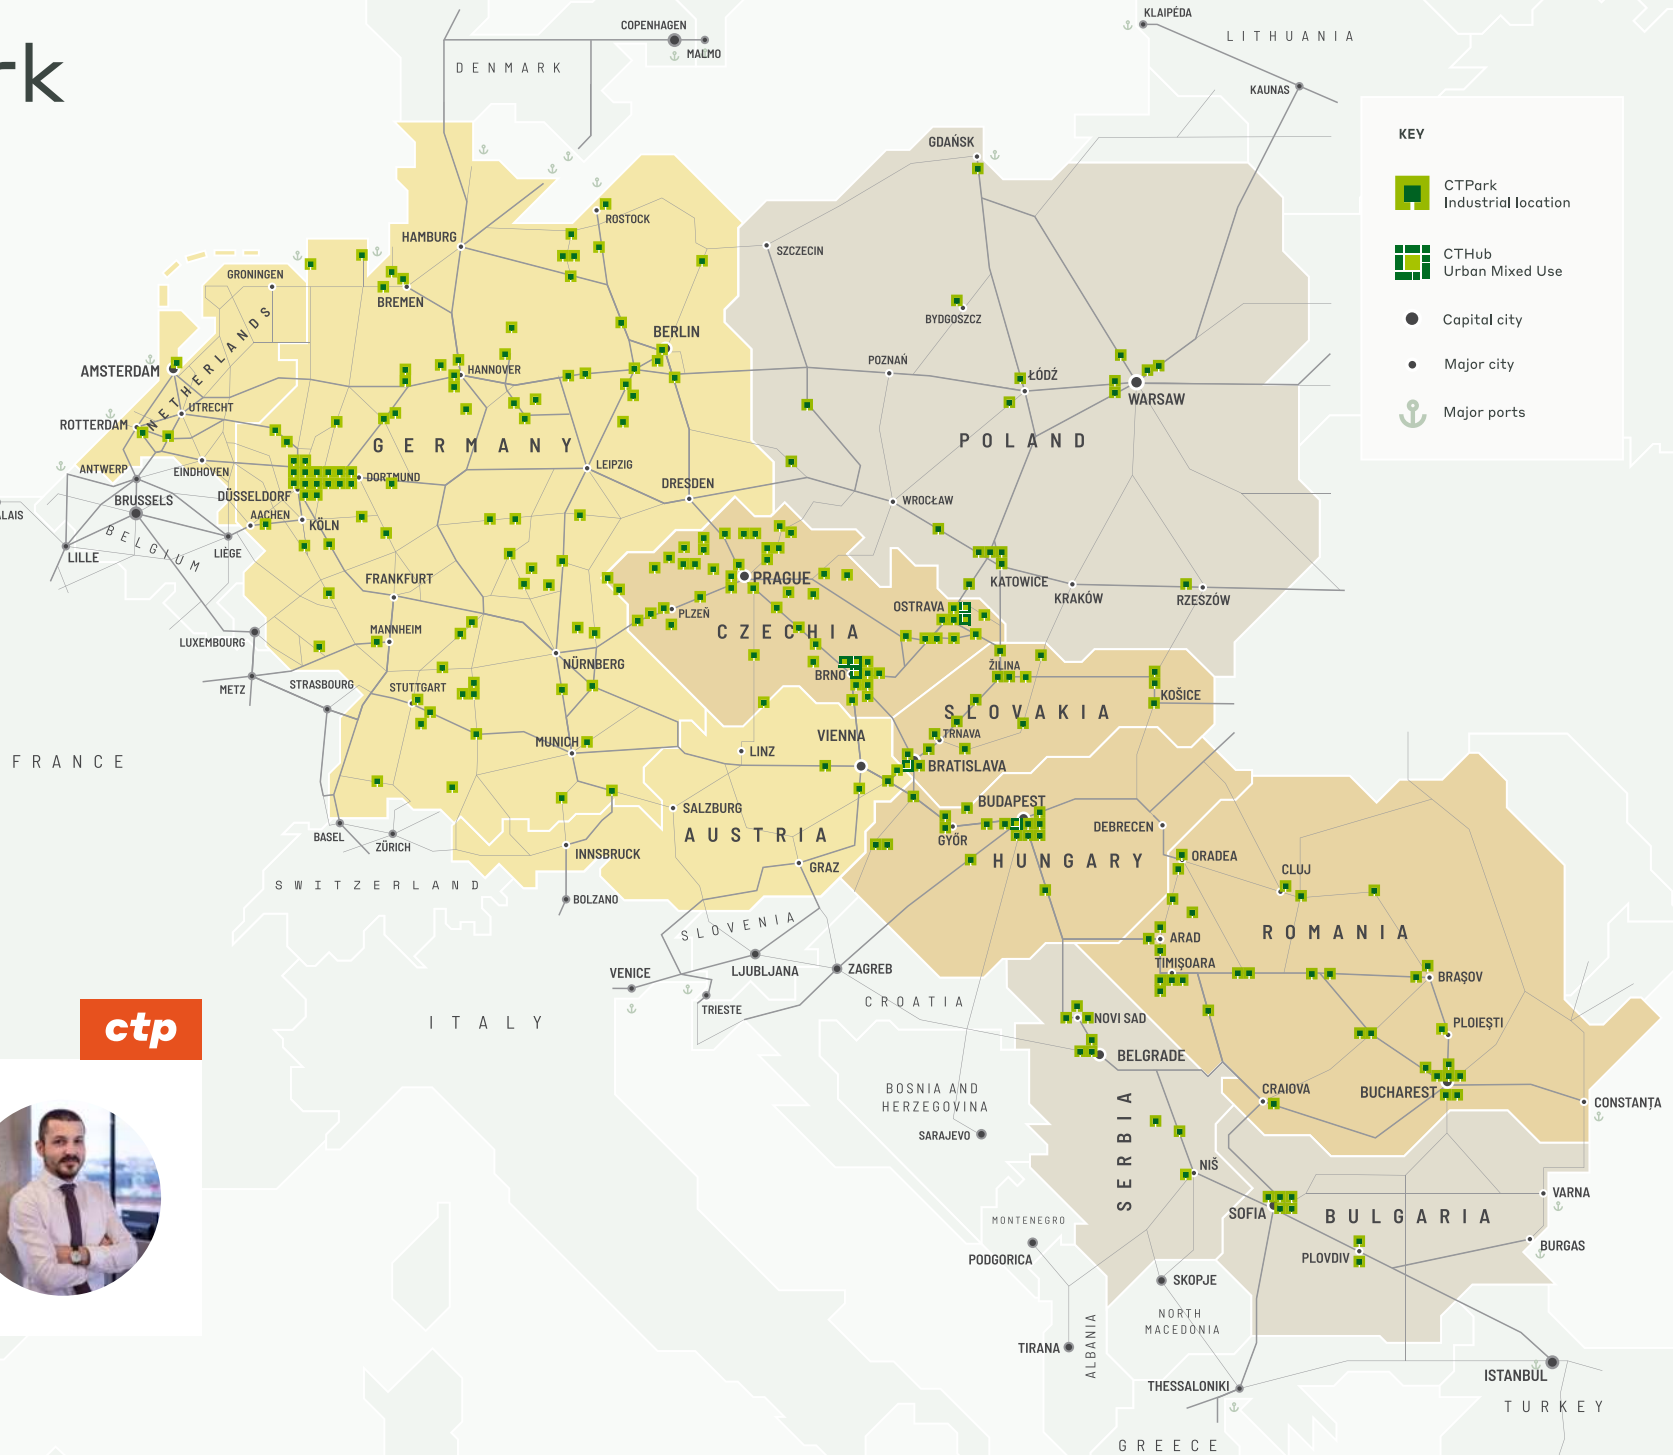 rk
COPENHAGEN
MALMO
DENMARK
KLAIPÉDA
LITHUANIA
KAUNAS
KEY
CTPark
Industrial location
CTHub
Urban Mixed Use
Capital city
Major city
Major ports
GDAŃSK
ROSTOCK
HAMBURG
SZCZECIN
GRONINGEN
BREMEN
BYDGOSZCZ
BERLIN
NETHERLANDS
AMSTERDAM
HANNOVER
POZNAŃ
ŁÓDŹ
WARSAW
UTRECHT
ROTTERDAM
GERMANY
POLAND
ANTWERP
EINDHOVEN
LEIPZIG
DORTMUND
DRESDEN
BRUSSELS
DÜSSELDORF
WROCŁAW
LAIS
AACHEN
KÖLN
BELGIUM
LIÈGE
LILLE
FRANKFURT
PRAGUE
KATOWICE
KRAKÓW
RZESZÓW
OSTRAVA
PLZEŇ
CZECHIA
MANNHEIM
LUXEMBOURG
NÜRNBERG
ŽILINA
BRNO
METZ
STRASBOURG
STUTTGART
KOŠICE
SLOVAKIA
VIENNA
TRNAVA
MUNICH
LINZ
FRANCE
BRATISLAVA
SALZBURG
BUDAPEST
BASEL
ZÜRICH
AUSTRIA
GYŐR
DEBRECEN
INNSBRUCK
HUNGARY
ORADEA
GRAZ
CLUJ
SWITZERLAND
BOLZANO
SLOVENIA
ROMANIA
ARAD
TIMIŞOARA
VENICE
LJUBLJANA
ZAGREB
BRAŞOV
TRIESTE
CROATIA
ITALY
NOVI SAD
PLOIEŞTI
ctp
BELGRADE
BOSNIA AND
HERZEGOVINA
CRAIOVA
BUCHAREST
CONSTANŢA
SARAJEVO
SERBIA
NIŠ
VARNA
SOFIA
BULGARIA
MONTENEGRO
PODGORICA
PLOVDIV
BURGAS
SKOPJE
NORTH
MACEDONIA
ALBANIA
TIRANA
THESSALONIKI
ISTANBUL
TURKEY
GREECE